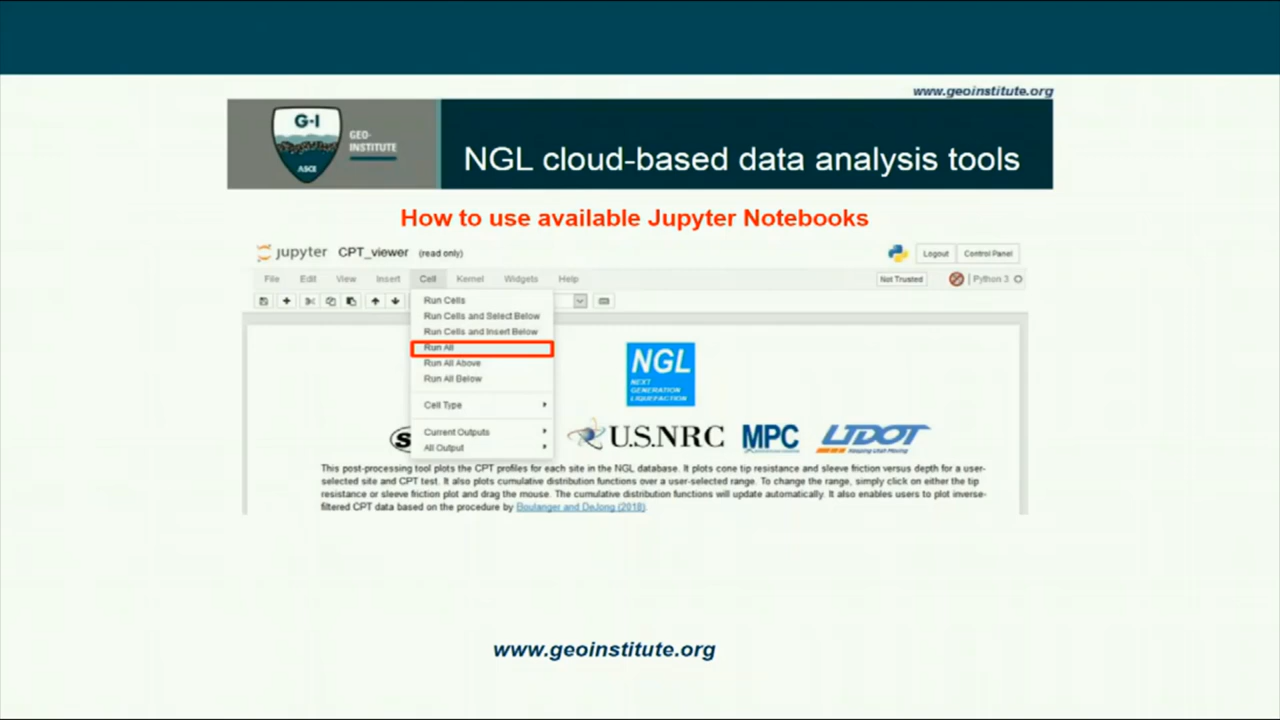 www.geoinstitute.org
G-I
GEO-
INSTITUTE
ASCE
NGL cloud-based data analysis tools
How to use available Jupyter Notebooks
jupyter CPT_viewer (read only)
Logout Control Panel
File Edit View Insert Cell Kernel Widgets Help
Not Trusted Python 3
Run Cells
Run Cells and Select Below
Run Cells and Insert Below
Run All
Run All Above
Run All Below
Cell Type
Current Outputs
All Output
NGL
NEXT
GENERATION
LIQUEFACTION
S
U.S.NRC MPC
Keeping Utah Moving
This post-processing tool plots the CPT profiles for each site in the NGL database. It plots cone tip resistance and sleeve friction versus depth for a user-
selected site and CPT test. It also plots cumulative distribution functions over a user-selected range. To change the range, simply click on either the tip
resistance or sleeve friction plot and drag the mouse. The cumulative distribution functions will update automatically. It also enables users to plot inverse-
filtered CPT data based on the procedure by Boulanger and DeJong (2018).
www.geoinstitute.org